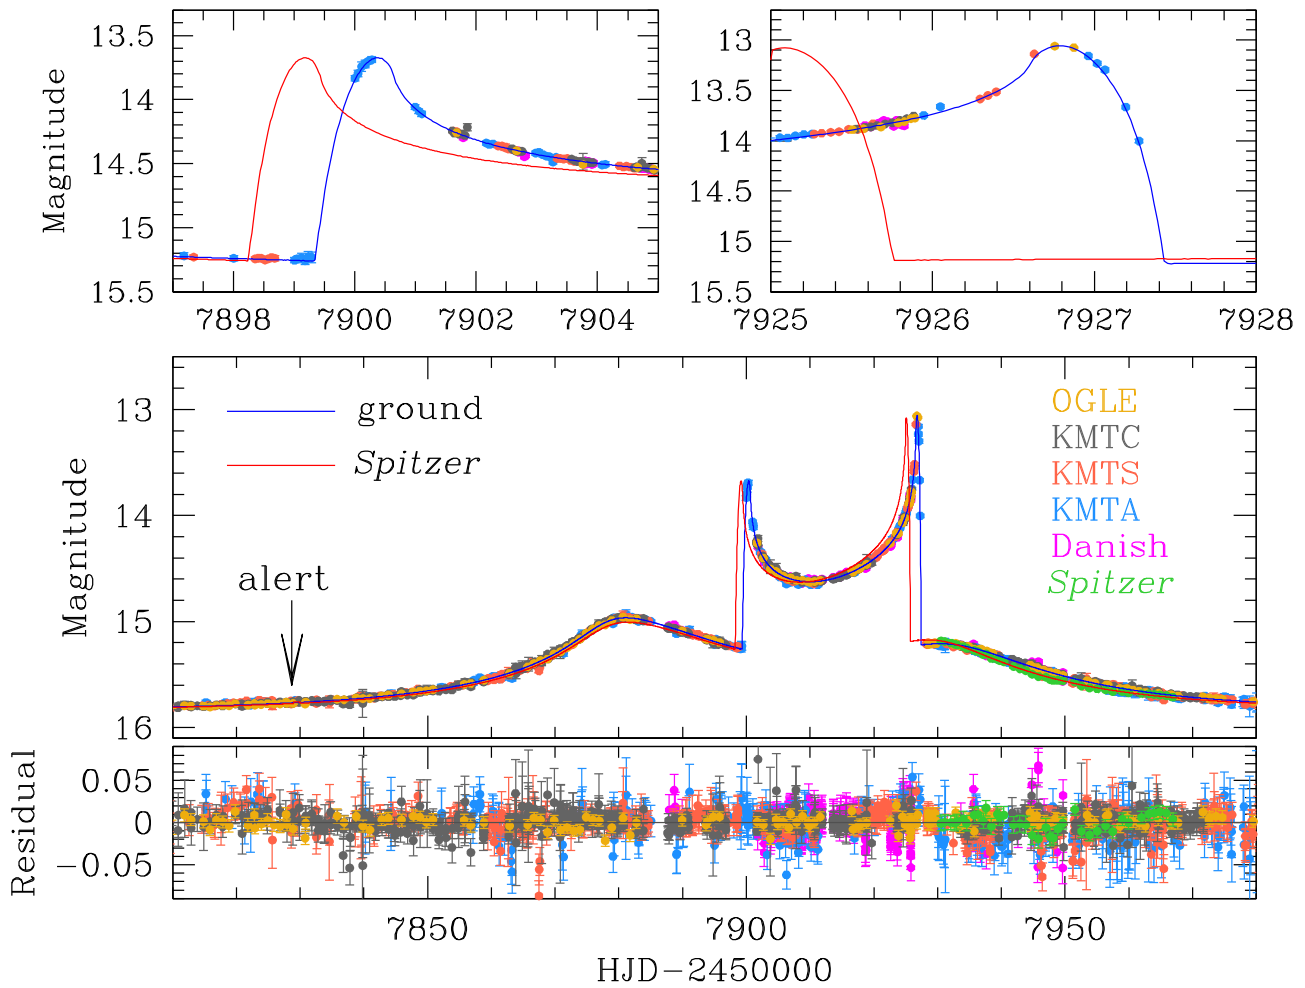 13.5
14
14.5
15
15.5
Magnitude
7898 7900 7902 7904
13
13.5
14
14.5
15
15.5
7925 7926 7927 7928
ground
Spitzer
alert
OGLE
KMTC
KMTS
KMTA
Danish
Spitzer
13
14
15
16
Magnitude
0.05
0
−0.05
Residual
7850 7900 7950
HJD−2450000